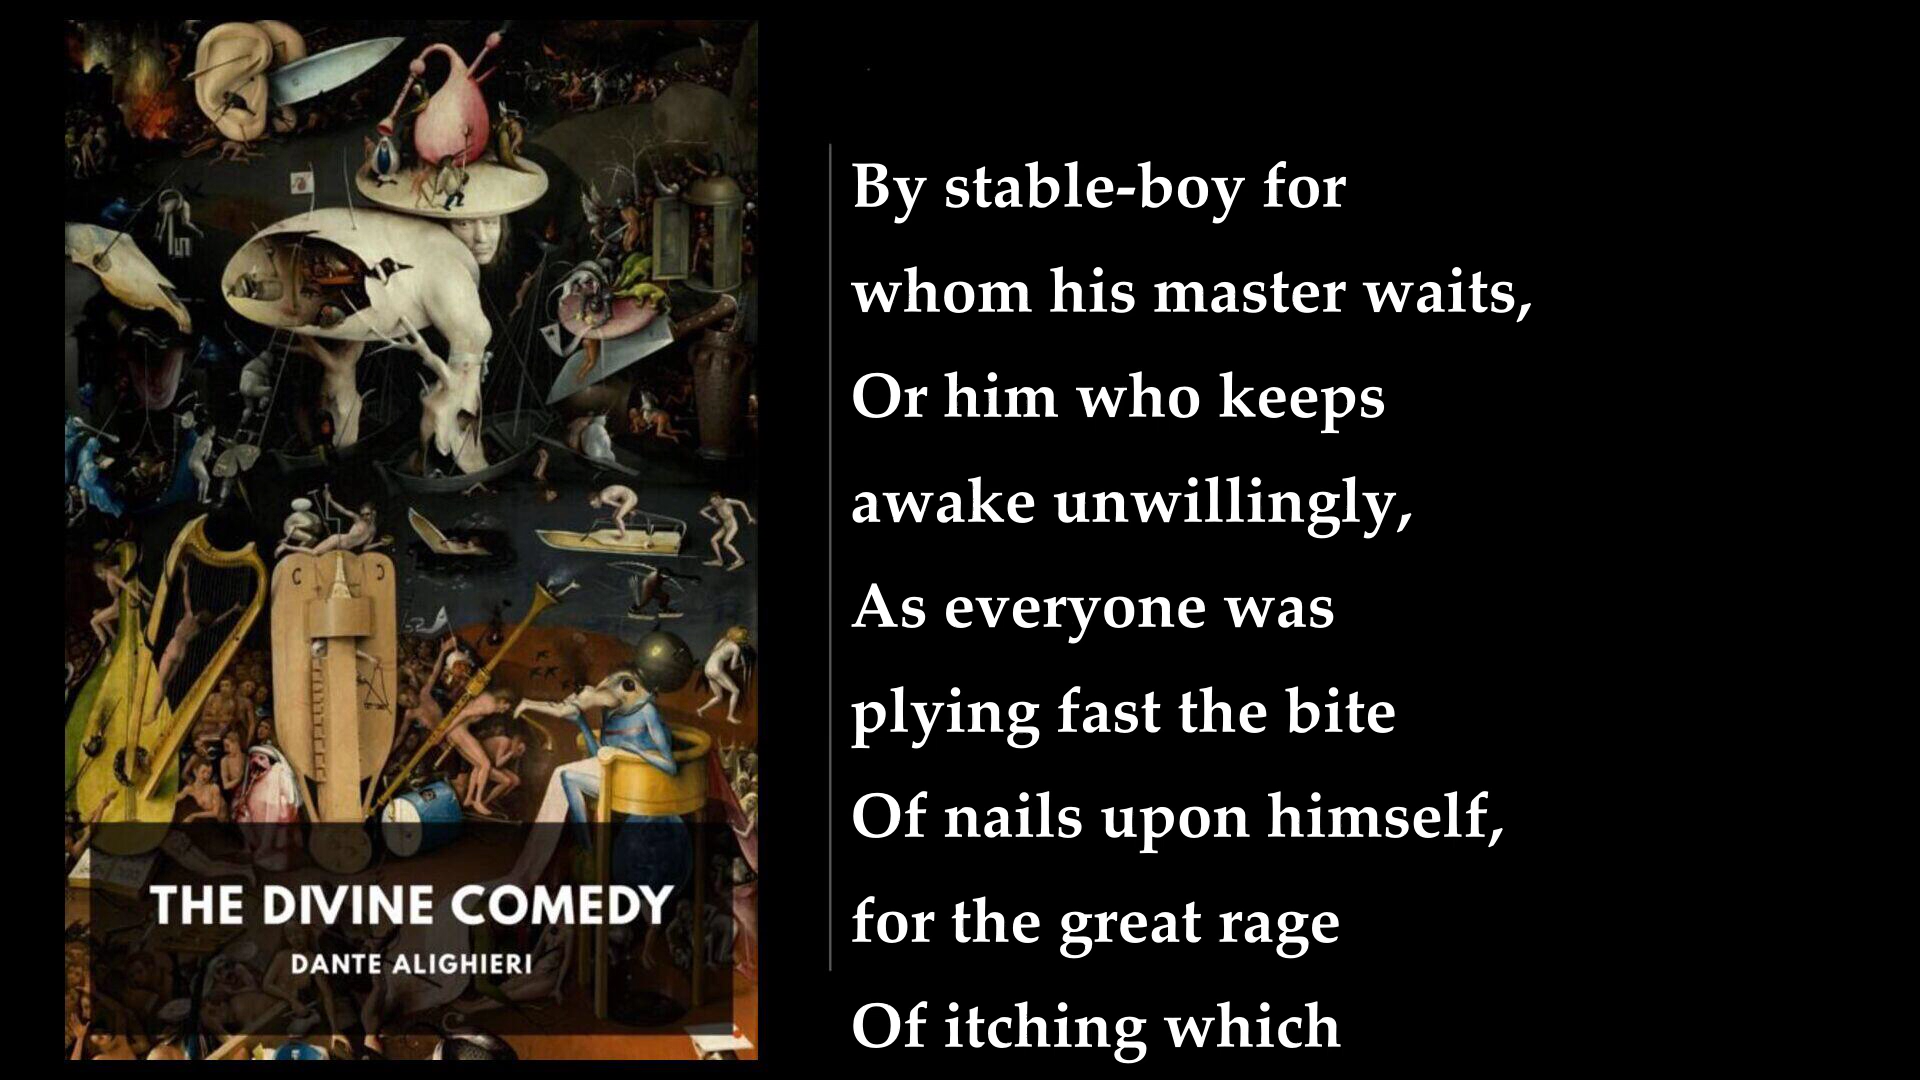 THE DIVINE COMEDY
DANTE ALIGHIERI
By stable-boy for
whom his master waits,
Or him who keeps
awake unwillingly,
As everyone was
plying fast the bite
Of nails upon himself,
for the great rage
Of itching which